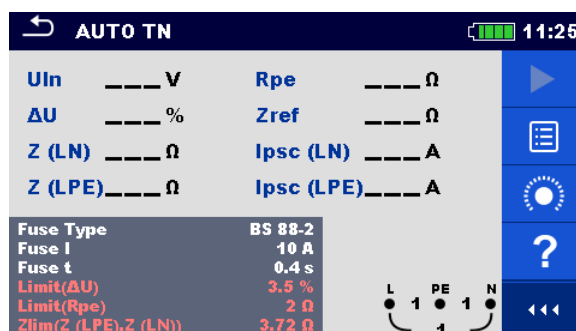 AUTO TN 11:25
Uln ___V Rpe ___Ω
ΔU ___% Zref ___Ω
Z (LN) ___Ω Ipsc (LN) ___A
Z (LPE)___Ω Ipsc (LPE)___A
Fuse Type BS 88-2
Fuse I 10 A
Fuse t 0.4 s
Limit(ΔU) 3.5 %
Limit(Rpe) 2 Ω
Zlim(Z (LPE),Z (LN)) 3.72 Ω
L PE N
1 1
1
?